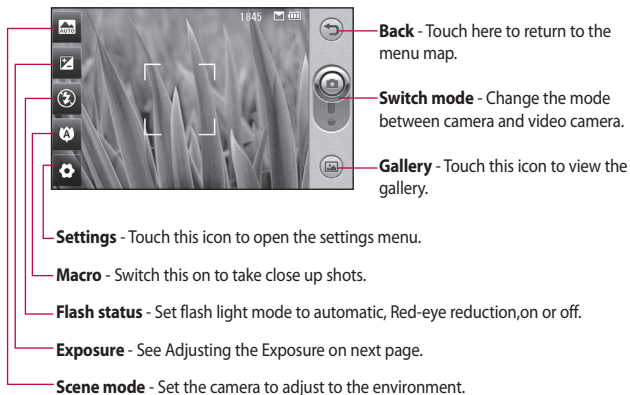 1845
AUTO
Back - Touch here to return to the
menu map.
Switch mode - Change the mode
between camera and video camera.
Gallery - Touch this icon to view the
gallery.
Settings - Touch this icon to open the settings menu.
Macro - Switch this on to take close up shots.
Flash status - Set flash light mode to automatic, Red-eye reduction,on or off.
Exposure - See Adjusting the Exposure on next page.
Scene mode - Set the camera to adjust to the environment.